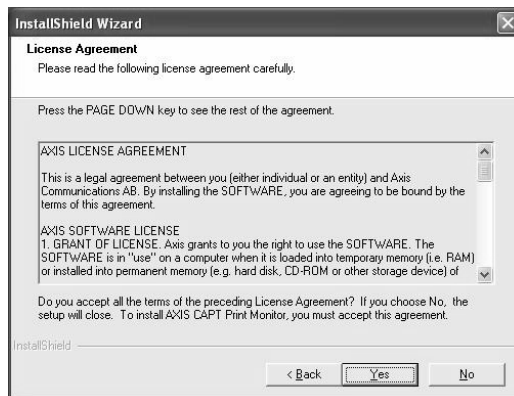 InstallShield Wizard
License Agreement
Please read the following license agreement carefully.
Press the PAGE DOWN key to see the rest of the agreement.
AXIS LICENSE AGREEMENT
This is a legal agreement between you (either individual or an entity) and Axis
Communications AB. By installing the SOFTWARE, you are agreeing to be bound by the
terms of this agreement.
AXIS SOFTWARE LICENSE
1. GRANT OF LICENSE. Axis grants to you the right to use the SOFTWARE. The
SOFTWARE is in "use" on a computer when it is loaded into temporary memory (i.e. RAM)
or installed into permanent memory (e.g. hard disk, CD-ROM or other storage device) of
Do you accept all the terms of the preceding License Agreement? If you choose No, the
setup will close. To install AXIS CAPT Print Monitor, you must accept this agreement.
InstallShield
< Back Yes No